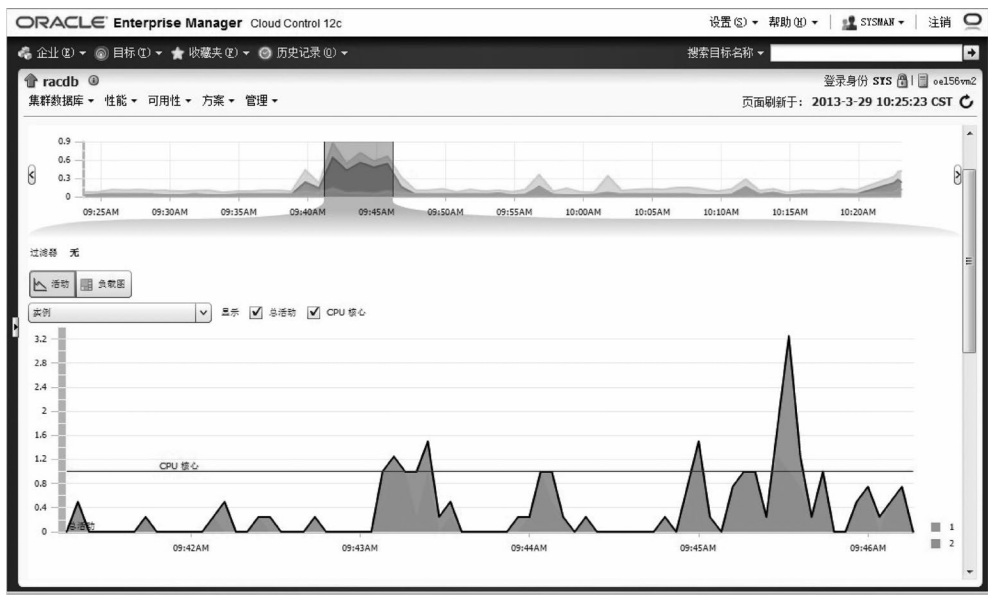 ORACLE Enterprise Manager Cloud Control 12c 设置(S) 帮助(H) SYSMAN 注销
企业(E) 目标(T) 收藏夹(F) 历史记录(O) 搜索目标名称
racdb 登录身份 SYS oel56vm2
集群数据库 性能 可用性 方案 管理 页面刷新于: 2013-3-29 10:25:23 CST
0.9
0.6
0.3
0
09:25AM 09:30AM 09:35AM 09:40AM 09:45AM 09:50AM 09:55AM 10:00AM 10:05AM 10:10AM 10:15AM 10:20AM
过滤器 无
活动 负载图
实例 显示 总活动 CPU 核心
3.2
2.8
2.4
2
1.6
1.2
CPU 核心
0.8
0.4
0 总活动
1
2
09:42AM 09:43AM 09:44AM 09:45AM 09:46AM